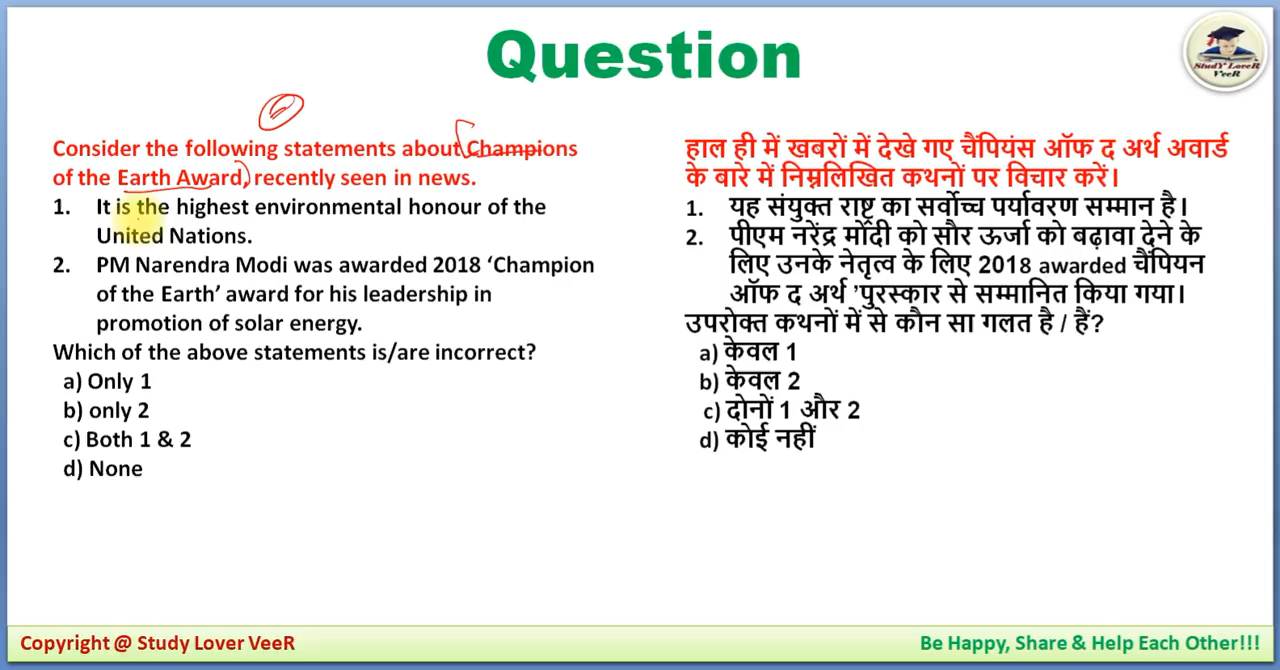 Question
StudY LoveR
VeeR
Consider the following statements about Champions
of the Earth Award, recently seen in news.
1. It is the highest environmental honour of the
United Nations.
2. PM Narendra Modi was awarded 2018 ‘Champion
of the Earth’ award for his leadership in
promotion of solar energy.
Which of the above statements is/are incorrect?
a) Only 1
b) only 2
c) Both 1 & 2
d) None
हाल ही में खबरों में देखे गए चैंपियंस ऑफ द अर्थ अवार्ड
के बारे में निम्नलिखित कथनों पर विचार करें।
1. यह संयुक्त राष्ट्र का सर्वोच्च पर्यावरण सम्मान है।
2. पीएम नरेंद्र मोदी को सौर ऊर्जा को बढ़ावा देने के
लिए उनके नेतृत्व के लिए 2018 awarded चैंपियन
ऑफ द अर्थ ’पुरस्कार से सम्मानित किया गया।
उपरोक्त कथनों में से कौन सा गलत है / हैं?
a) केवल 1
b) केवल 2
c) दोनों 1 और 2
d) कोई नहीं
Copyright @ Study Lover VeeR
Be Happy, Share & Help Each Other!!!